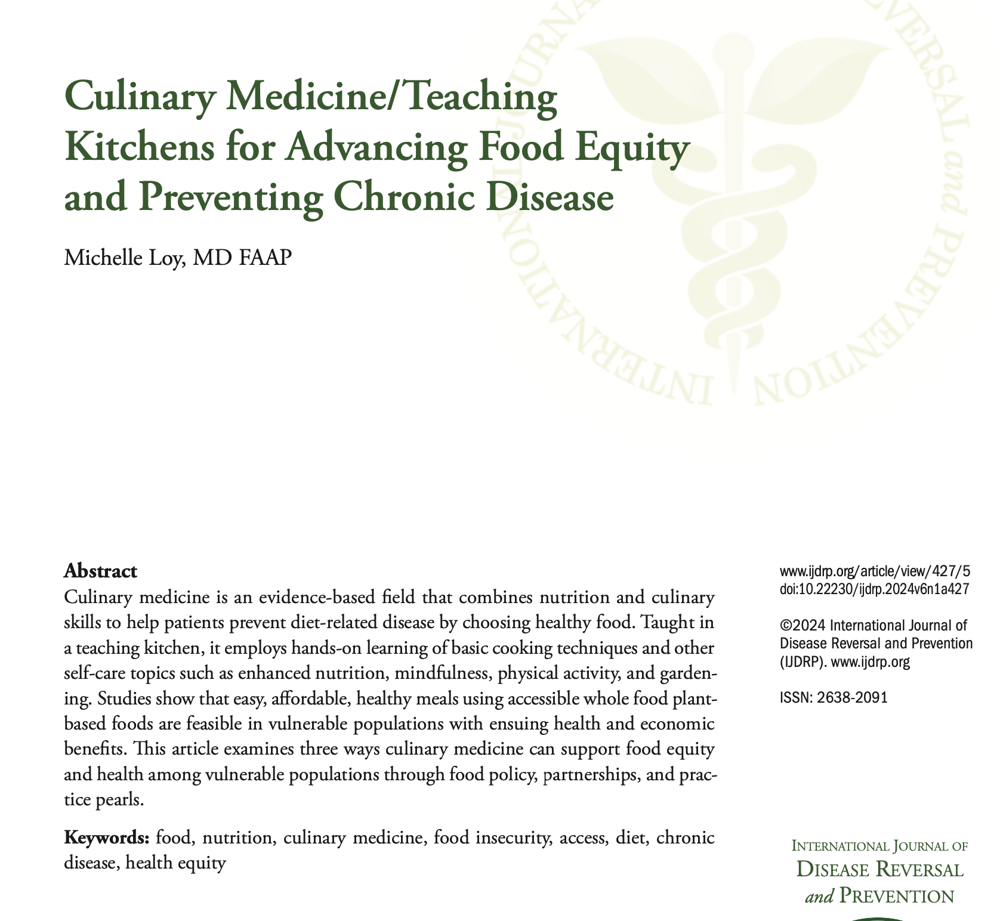 Culinary Medicine/Teaching
Kitchens for Advancing Food Equity
and Preventing Chronic Disease
Michelle Loy, MD FAAP
INTERNATIONAL JOURNA
VERSAL and PREVENTION
Abstract
Culinary medicine is an evidence-based field that combines nutrition and culinary
skills to help patients prevent diet-related disease by choosing healthy food. Taught in
a teaching kitchen, it employs hands-on learning of basic cooking techniques and other
self-care topics such as enhanced nutrition, mindfulness, physical activity, and garden-
ing. Studies show that easy, affordable, healthy meals using accessible whole food plant-
based foods are feasible in vulnerable populations with ensuing health and economic
benefits. This article examines three ways culinary medicine can support food equity
and health among vulnerable populations through food policy, partnerships, and prac-
tice pearls.
Keywords: food, nutrition, culinary medicine, food insecurity, access, diet, chronic
disease, health equity
www.ijdrp.org/article/view/427/5
doi:10.22230/ijdrp.2024v6n1a427
©2024 International Journal of
Disease Reversal and Prevention
(IJDRP). www.ijdrp.org
ISSN: 2638-2091
INTERNATIONAL JOURNAL OF
DISEASE REVERSAL
and PREVENTION